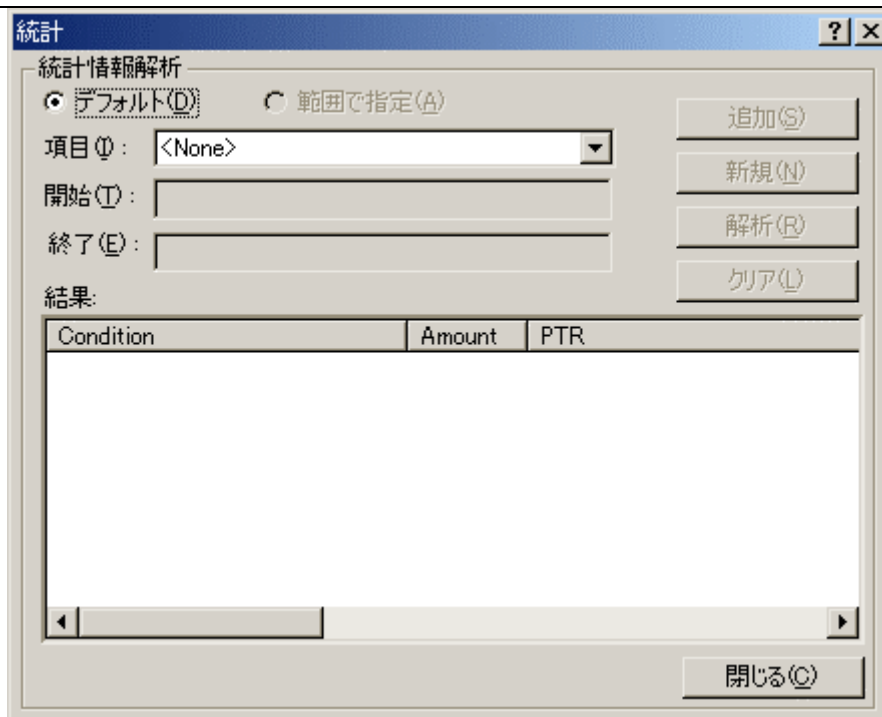 統計
統計情報解析
デフォルト(D) 範囲で指定(A)
項目(I): <None>
開始(T):
終了(E):
追加(S)
新規(N)
解析(R)
クリア(L)
結果:
Condition Amount PTR
閉じる(C)